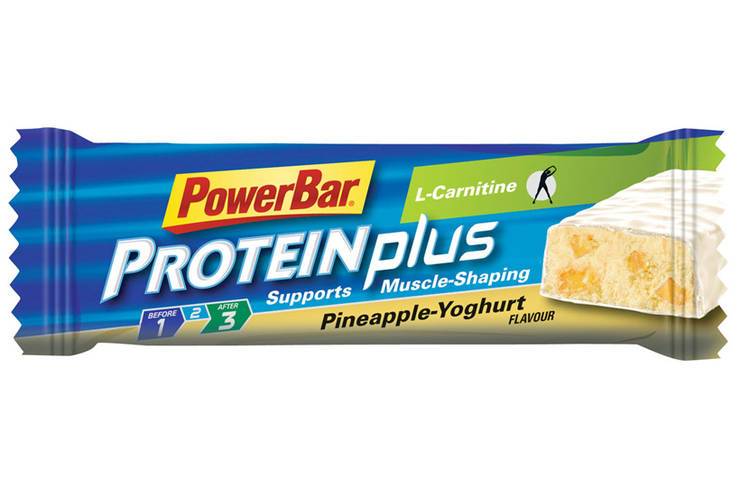 PowerBar®
L-Carnitine
PROTEINplus
Supports Muscle-Shaping
BEFORE 1 2 AFTER 3
Pineapple-Yoghurt
FLAVOUR